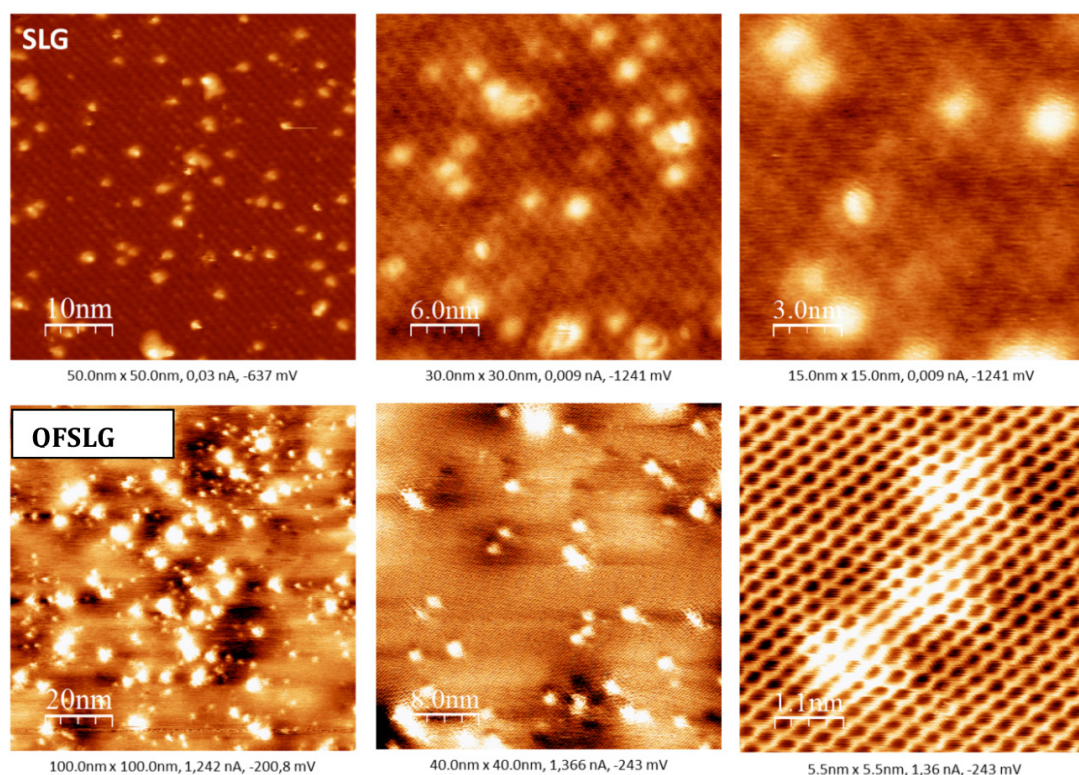 SLG
10nm
6.0nm
3.0nm
50.0nm x 50.0nm, 0,03 nA, -637 mV
30.0nm x 30.0nm, 0,009 nA, -1241 mV
15.0nm x 15.0nm, 0,009 nA, -1241 mV
OFSLG
20nm
8.0nm
1.1nm
100.0nm x 100.0nm, 1,242 nA, -200,8 mV
40.0nm x 40.0nm, 1,366 nA, -243 mV
5.5nm x 5.5nm, 1,36 nA, -243 mV